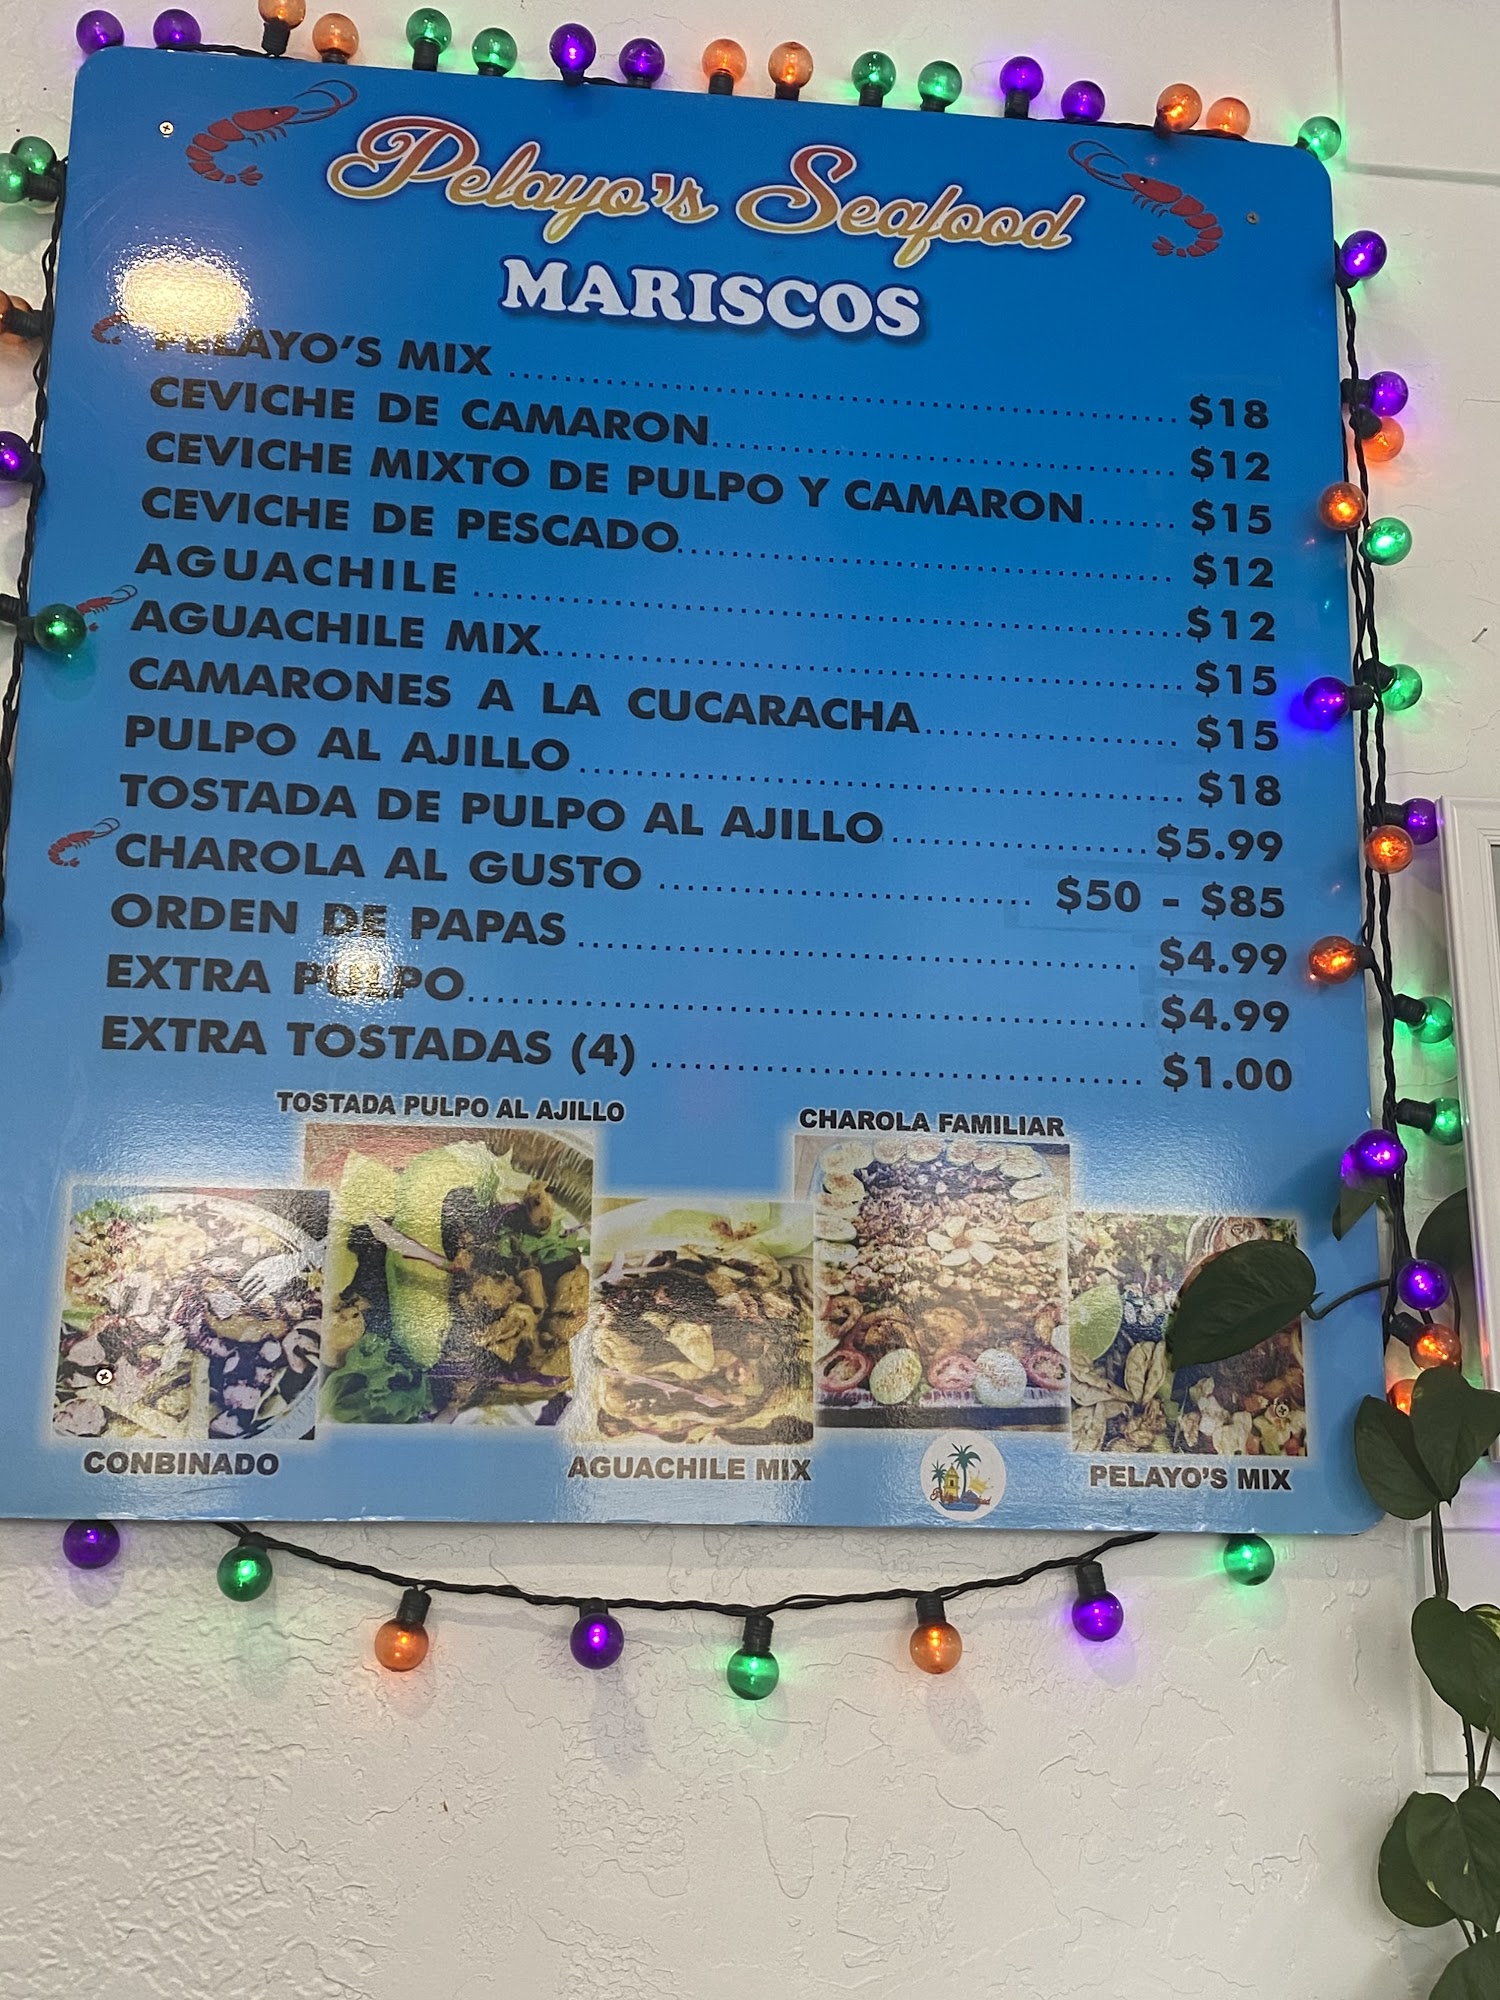 Pelayo's Seafood
MARISCOS
PELAYO'S MIX ........ $18
CEVICHE DE CAMARON ........ $12
CEVICHE MIXTO DE PULPO Y CAMARON ....... $15
CEVICHE DE PESCADO ........ $12
AGUACHILE ........ $12
AGUACHILE MIX ........ $15
CAMARONES A LA CUCARACHA ........ $15
PULPO AL AJILLO ........ $18
TOSTADA DE PULPO AL AJILLO ........ $5.99
CHAROLA AL GUSTO ........ $50 - $85
ORDEN DE PAPAS ........ $4.99
EXTRA PULPO ........ $4.99
EXTRA TOSTADAS (4) ........ $1.00
TOSTADA PULPO AL AJILLO
CHAROLA FAMILIAR
CONBINADO
AGUACHILE MIX
PELAYO'S MIX